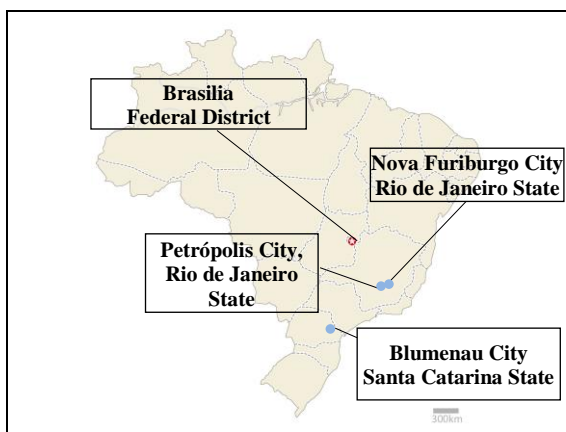 Brasilia
Federal District
Nova Furiburgo City
Rio de Janeiro State
Petrópolis City,
Rio de Janeiro
State
Blumenau City
Santa Catarina State
300km